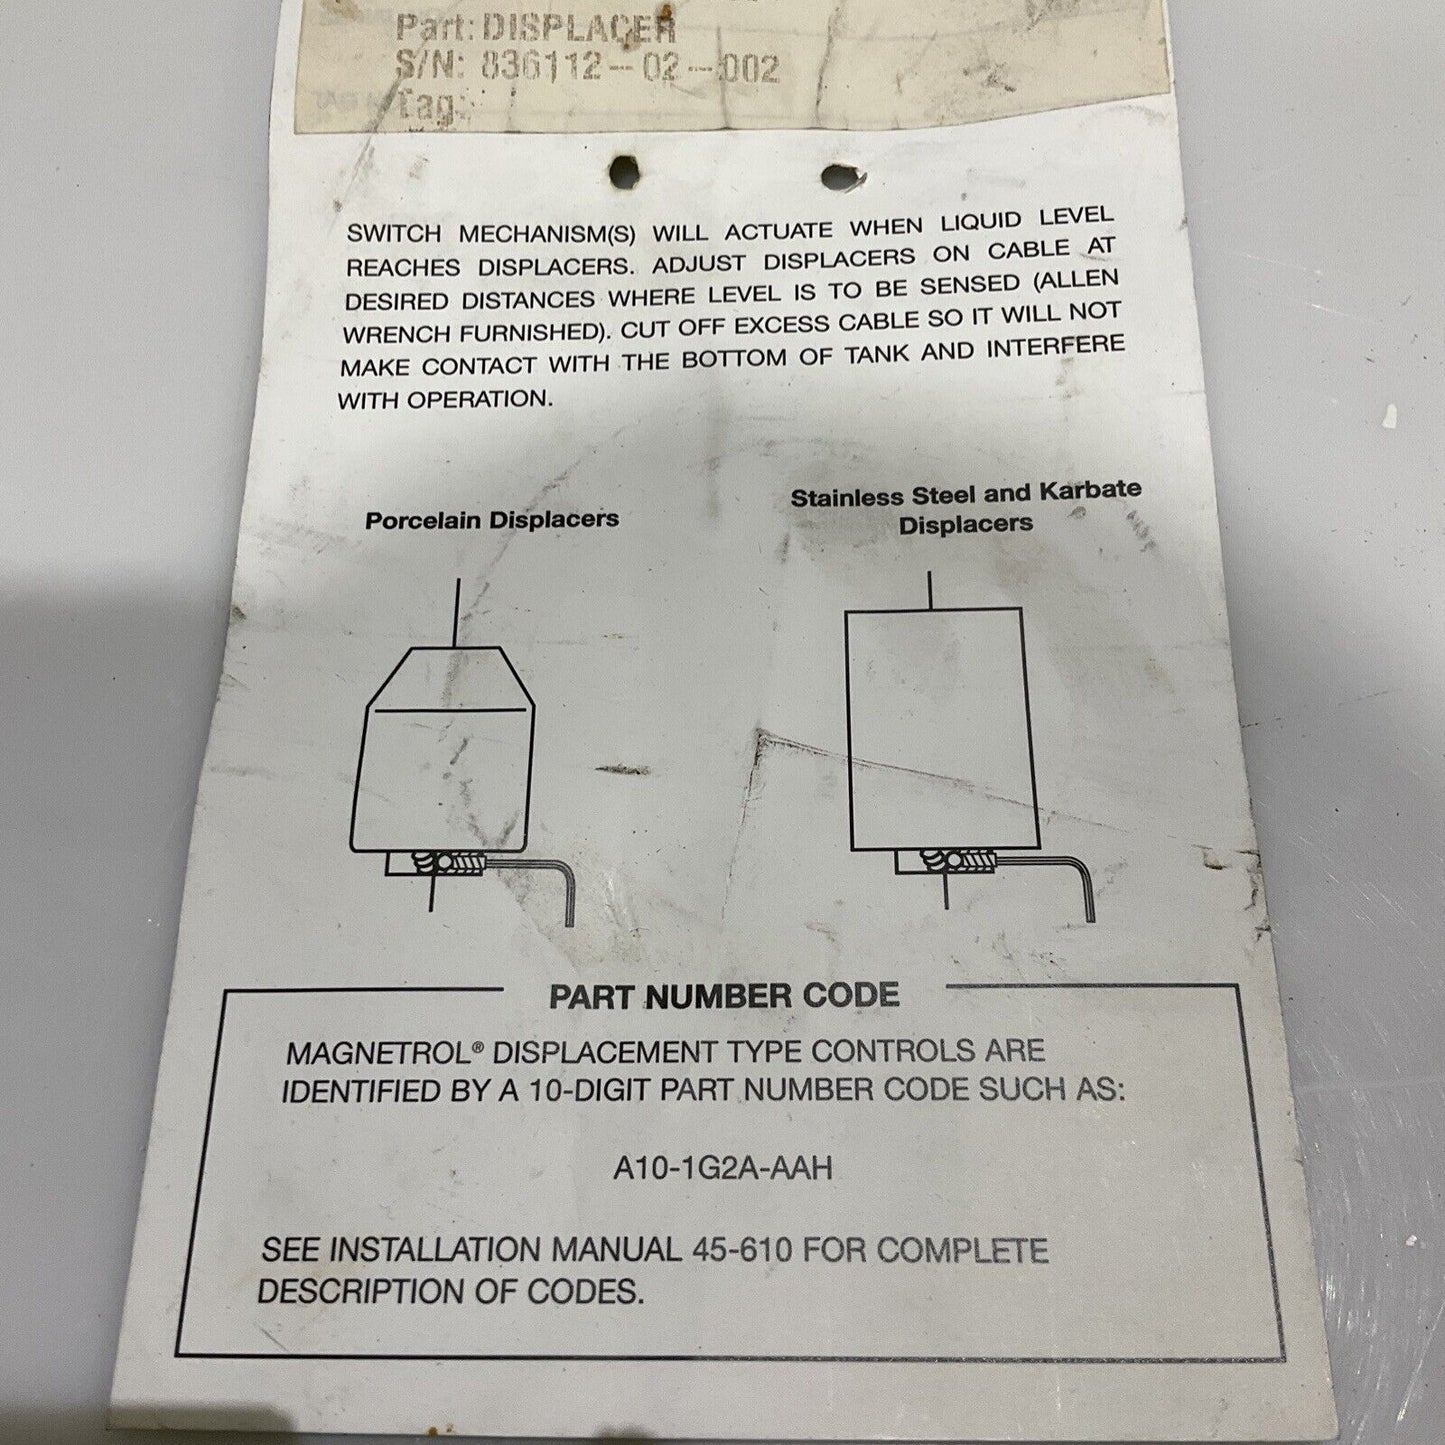 Part: DISPLACER
S/N: 836112-02-002
Tag:
SWITCH MECHANISM(S) WILL ACTUATE WHEN LIQUID LEVEL
REACHES DISPLACERS. ADJUST DISPLACERS ON CABLE AT
DESIRED DISTANCES WHERE LEVEL IS TO BE SENSED (ALLEN
WRENCH FURNISHED). CUT OFF EXCESS CABLE SO IT WILL NOT
MAKE CONTACT WITH THE BOTTOM OF TANK AND INTERFERE
WITH OPERATION.
Porcelain Displacers
Stainless Steel and Karbate
Displacers
PART NUMBER CODE
MAGNETROL® DISPLACEMENT TYPE CONTROLS ARE
IDENTIFIED BY A 10-DIGIT PART NUMBER CODE SUCH AS:
A10-1G2A-AAH
SEE INSTALLATION MANUAL 45-610 FOR COMPLETE
DESCRIPTION OF CODES.